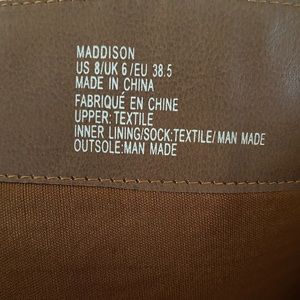 MADDISON
US 8/UK 6/EU 38.5
MADE IN CHINA
FABRIQUÉ EN CHINE
UPPER: TEXTILE
INNER LINING/SOCK:TEXTILE/ MAN MADE
OUTSOLE:MAN MADE